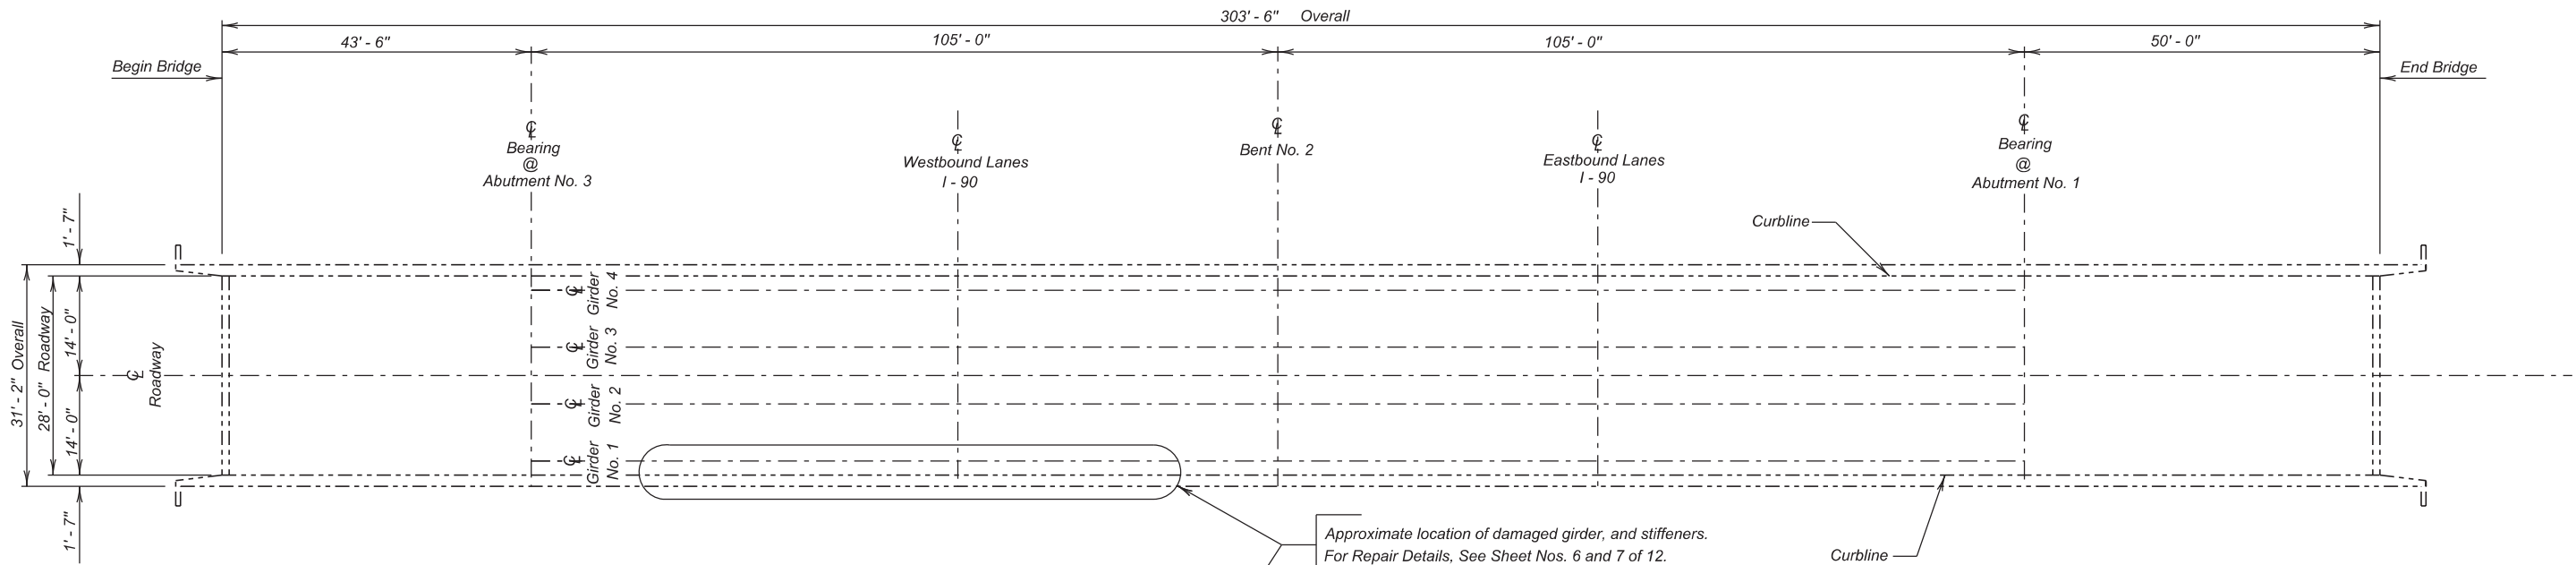 303' - 6" Overall
43' - 6"
105' - 0"
105' - 0"
50' - 0"
Begin Bridge
End Bridge
℄
Bearing
@
Abutment No. 3
℄
Westbound Lanes
I - 90
℄
Bent No. 2
℄
Eastbound Lanes
I - 90
℄
Bearing
@
Abutment No. 1
Curbline
1' - 7"
31' - 2" Overall
28' - 0" Roadway
14' - 0"
14' - 0"
1' - 7"
℄
Roadway
℄
Girder
No. 4
℄
Girder
No. 3
℄
Girder
No. 2
℄
Girder
No. 1
Approximate location of damaged girder, and stiffeners.
For Repair Details, See Sheet Nos. 6 and 7 of 12.
Curbline